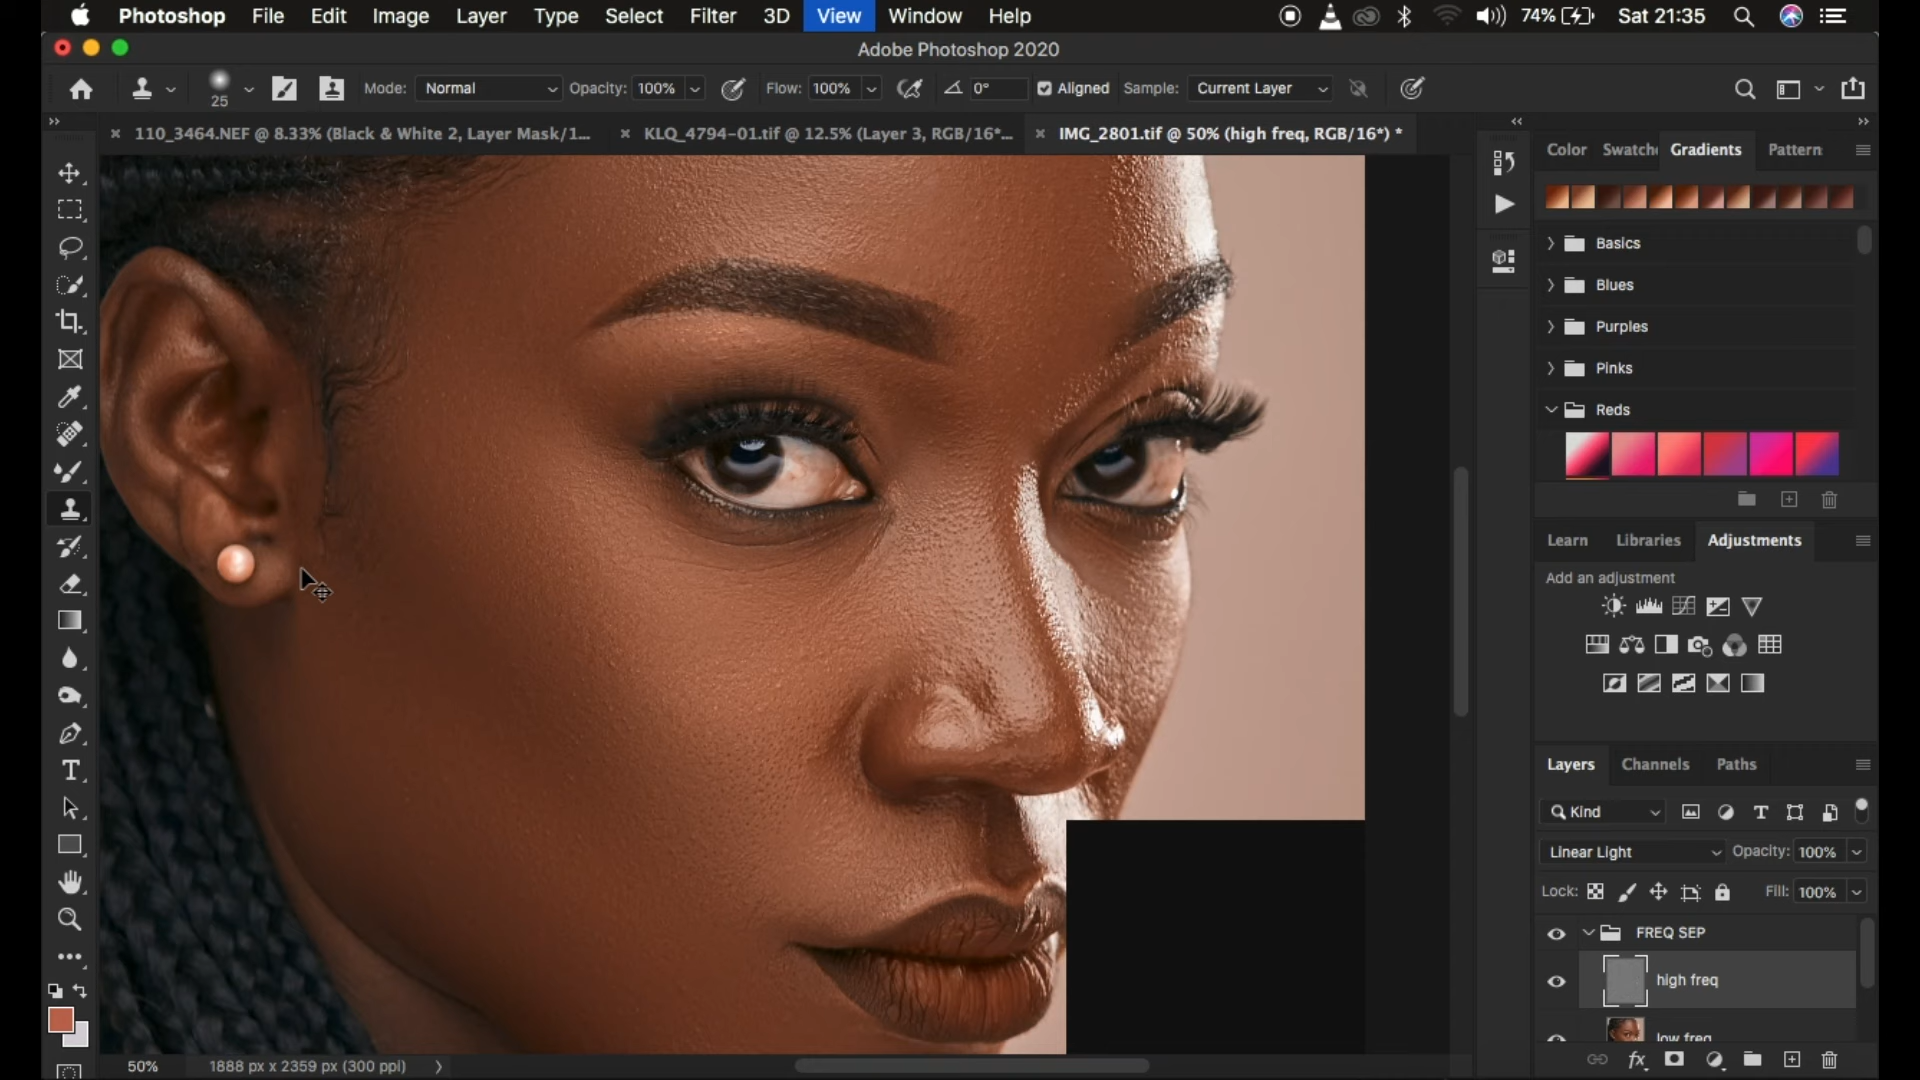 Photoshop File Edit Image Layer Type Select Filter 3D View Window Help 74% Sat 21:35
Adobe Photoshop 2020
25 Mode: Normal Opacity: 100% Flow: 100% 0° Aligned Sample: Current Layer
110_3464.NEF @ 8.33% (Black & White 2, Layer Mask/1... KLQ_4794-01.tif @ 12.5% (Layer 3, RGB/16*... IMG_2801.tif @ 50% (high freq, RGB/16*) *
Color Swatche Gradients Pattern
Basics
Blues
Purples
Pinks
Reds
Learn Libraries Adjustments
Add an adjustment
Layers Channels Paths
Kind
Linear Light Opacity: 100%
Lock: Fill: 100%
FREQ SEP
high freq
low freq
50% 1888 px x 2359 px (300 ppi)